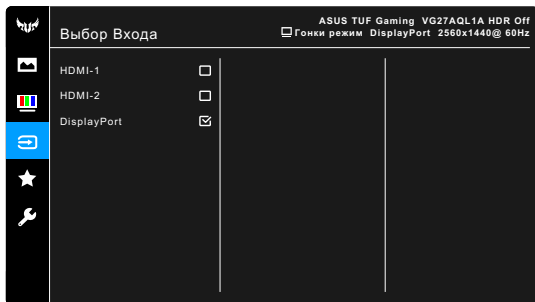 ASUS TUF Gaming VG27AQL1A HDR Off
Выбор Входа
Гонки режим DisplayPort 2560x1440@ 60Hz
HDMI-1
HDMI-2
DisplayPort